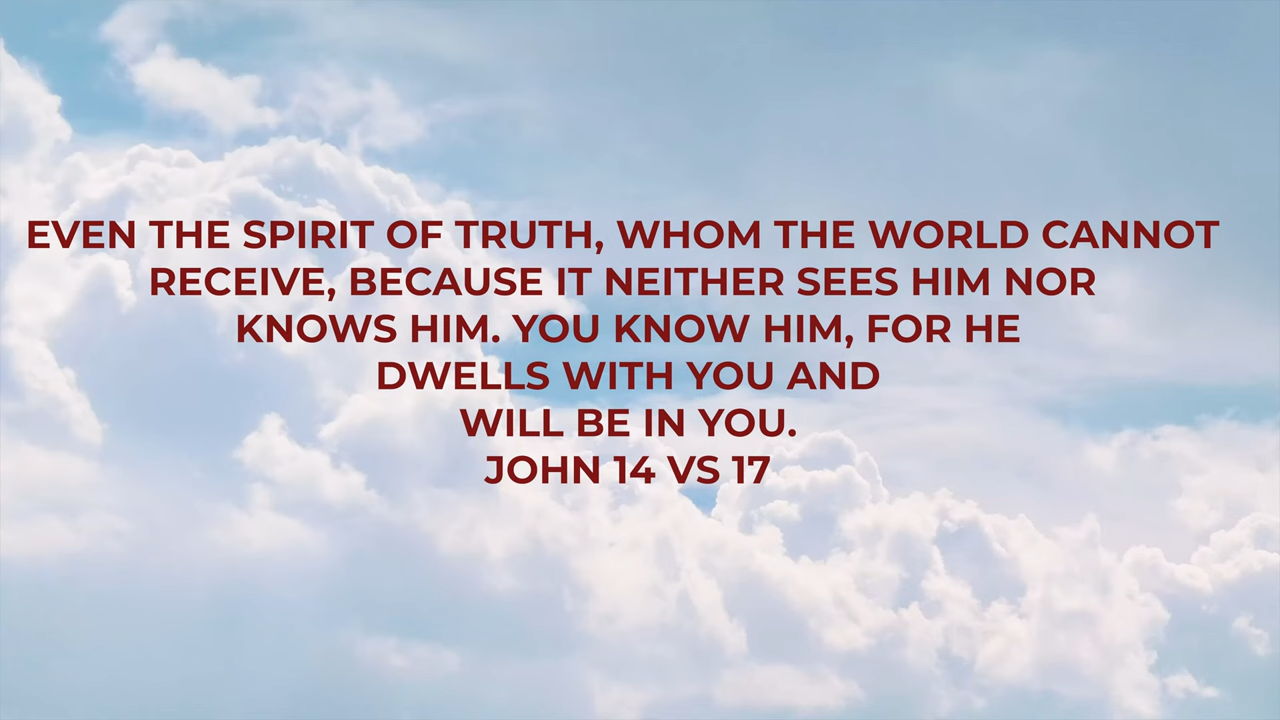 EVEN THE SPIRIT OF TRUTH, WHOM THE WORLD CANNOT
RECEIVE, BECAUSE IT NEITHER SEES HIM NOR
KNOWS HIM. YOU KNOW HIM, FOR HE
DWELLS WITH YOU AND
WILL BE IN YOU.
JOHN 14 VS 17